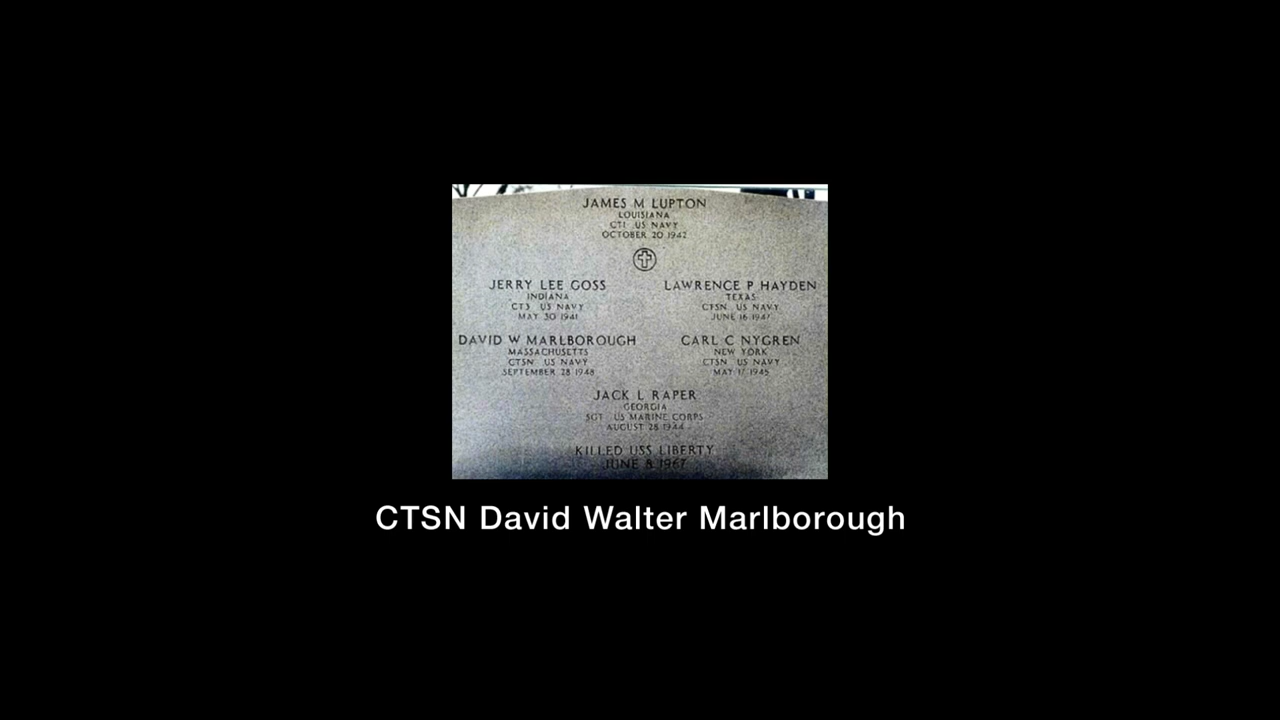 JAMES M LUPTON
LOUISIANA
CT1 US NAVY
OCTOBER 20 1942
JERRY LEE GOSS
INDIANA
CT3 US NAVY
MAY 30 1941
LAWRENCE P HAYDEN
TEXAS
CTSN US NAVY
JUNE 16 1947
DAVID W MARLBOROUGH
MASSACHUSETTS
CTSN US NAVY
SEPTEMBER 28 1948
CARL C NYGREN
NEW YORK
CTSN US NAVY
MAY 17 1945
JACK L RAPER
GEORGIA
SGT US MARINE CORPS
AUGUST 28 1944
KILLED USS LIBERTY
JUNE 8 1967
CTSN David Walter Marlborough